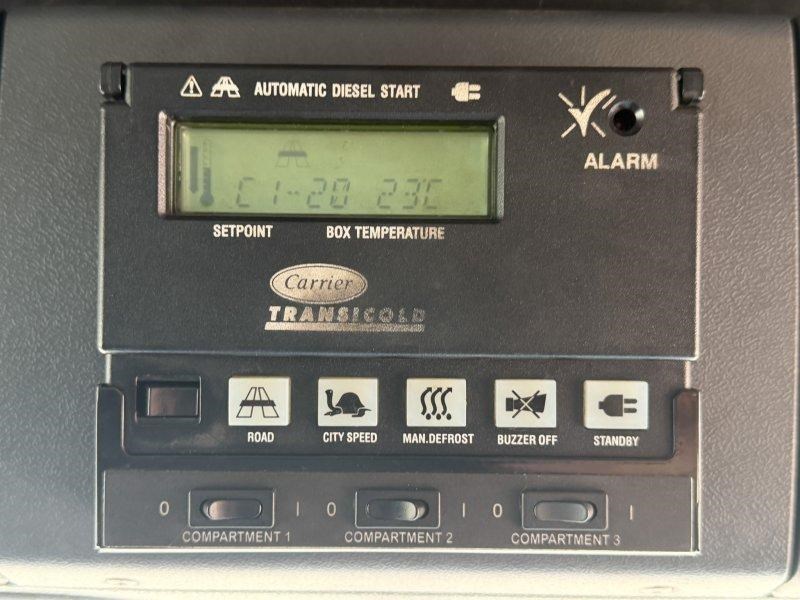 AUTOMATIC DIESEL START
ALARM
C1-20 23C
SETPOINT BOX TEMPERATURE
Carrier
TRANSICOLD
ROAD CITY SPEED MAN.DEFROST BUZZER OFF STANDBY
0 I 0 I 0 I
COMPARTMENT 1 COMPARTMENT 2 COMPARTMENT 3